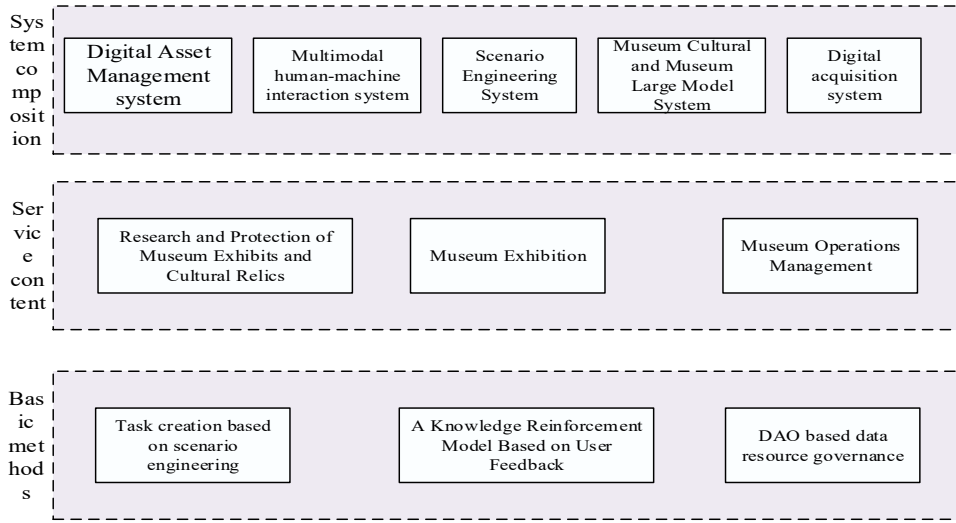 Sys
tem
co
mp
osit
ion
Digital Asset
Management
system
Multimodal
human-machine
interaction system
Scenario
Engineering
System
Museum Cultural
and Museum
Large Model
System
Digital
acquisition
system
Ser
vic
e
con
tent
Research and Protection of
Museum Exhibits and
Cultural Relics
Museum Exhibition
Museum Operations
Management
Bas
ic
met
hod
s
Task creation based
on scenario
engineering
A Knowledge Reinforcement
Model Based on User
Feedback
DAO based data
resource governance